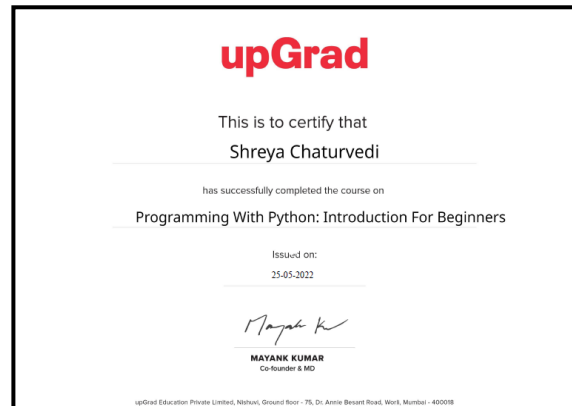 upGrad
This is to certify that
Shreya Chaturvedi
has successfully completed the course on
Programming With Python: Introduction For Beginners
Issued on:
25-05-2022
Mayank Ku
MAYANK KUMAR
Co-founder & MD
upGrad Education Private Limited, Nishuvi, Ground floor - 75, Dr. Annie Besant Road, Worli, Mumbai - 400018